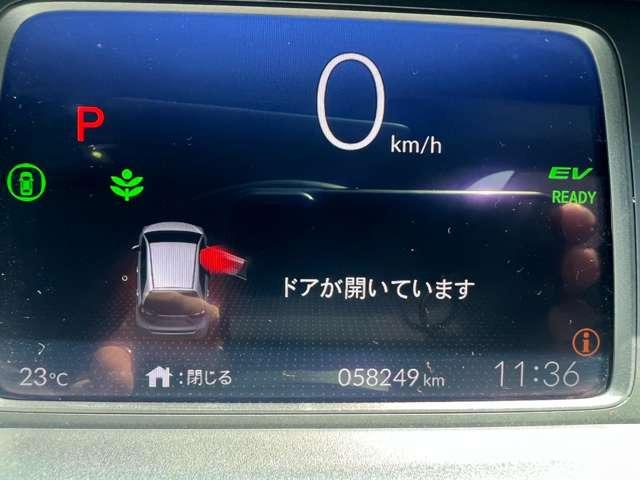 0
km/h
P
EV
READY
ドアが開いています
23℃
:閉じる
058249 km
11:36